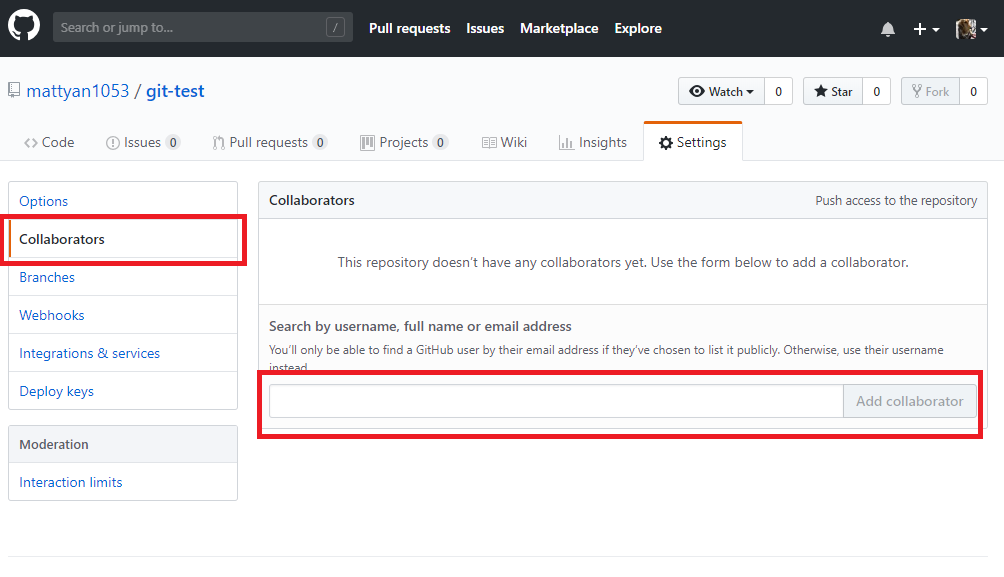 Search or jump to... / Pull requests Issues Marketplace Explore
mattyan1053 / git-test Watch 0 Star 0 Fork 0
Code Issues 0 Pull requests 0 Projects 0 Wiki Insights Settings
Options
Collaborators
Branches
Webhooks
Integrations & services
Deploy keys
Moderation
Interaction limits
Collaborators Push access to the repository
This repository doesn't have any collaborators yet. Use the form below to add a collaborator.
Search by username, full name or email address
You'll only be able to find a GitHub user by their email address if they've chosen to list it publicly. Otherwise, use their username
instead.
Add collaborator